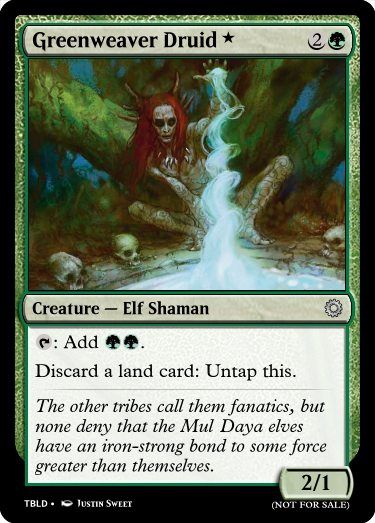 Greenweaver Druid ★ 2
Creature — Elf Shaman
: Add .
Discard a land card: Untap this.
The other tribes call them fanatics, but
none deny that the Mul Daya elves
have an iron-strong bond to some force
greater than themselves.
2/1
TBLD • Justin Sweet
(NOT FOR SALE)